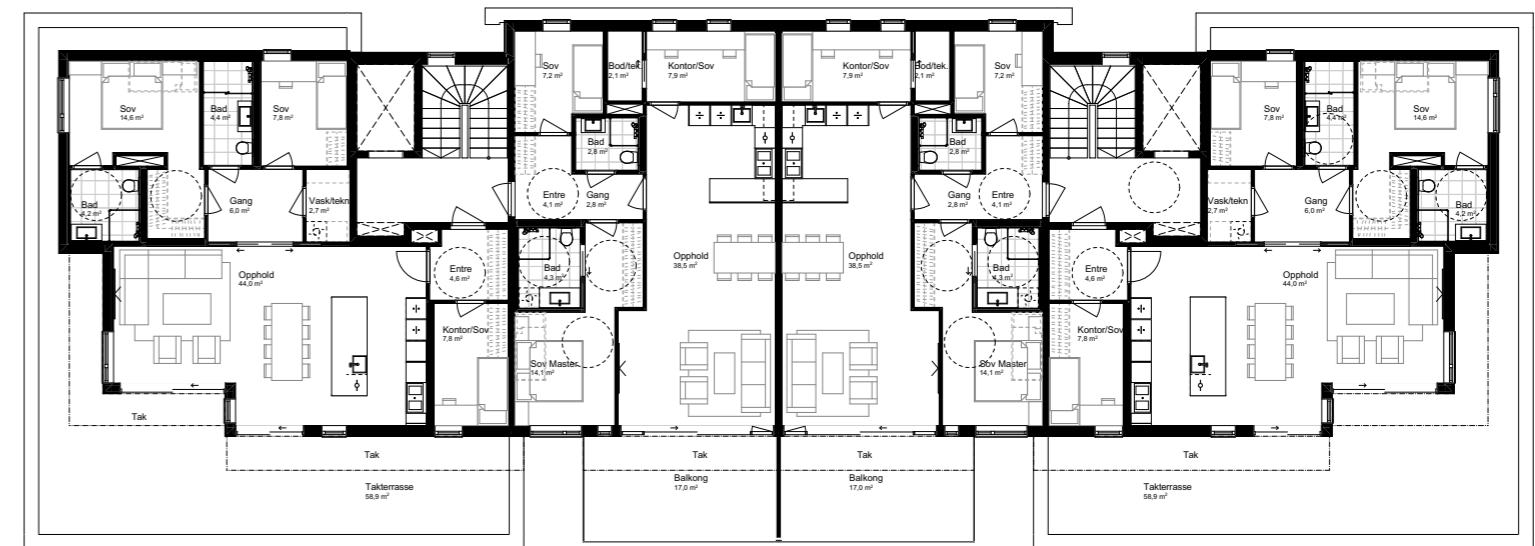 Sov
14,6 m²
Bad
4,4 m²
Sov
7,8 m²
X
Sov
7,2 m²
Bod/tek.
2,1 m²
Kontor/Sov
7,9 m²
Kontor/Sov
7,9 m²
Bod/tek.
2,1 m²
Sov
7,2 m²
X
Sov
7,8 m²
Bad
4,4 m²
Sov
14,6 m²
Bad
2,8 m²
Bad
2,8 m²
Bad
4,2 m²
Gang
6,0 m²
Vask/tekn
2,7 m²
Entre
4,1 m²
Gang
2,8 m²
Gang
2,8 m²
Entre
4,1 m²
Vask/tekn
2,7 m²
Gang
6,0 m²
Bad
4,2 m²
Opphold
44,0 m²
Entre
4,6 m²
Bad
4,3 m²
Opphold
38,5 m²
Opphold
38,5 m²
Bad
4,3 m²
Entre
4,6 m²
Opphold
44,0 m²
Kontor/Sov
7,8 m²
Sov Master
14,1 m²
Sov Master
14,1 m²
Kontor/Sov
7,8 m²
Tak
Tak
Tak
Tak
Tak
Tak
Takterrasse
58,9 m²
Balkong
17,0 m²
Balkong
17,0 m²
Takterrasse
58,9 m²